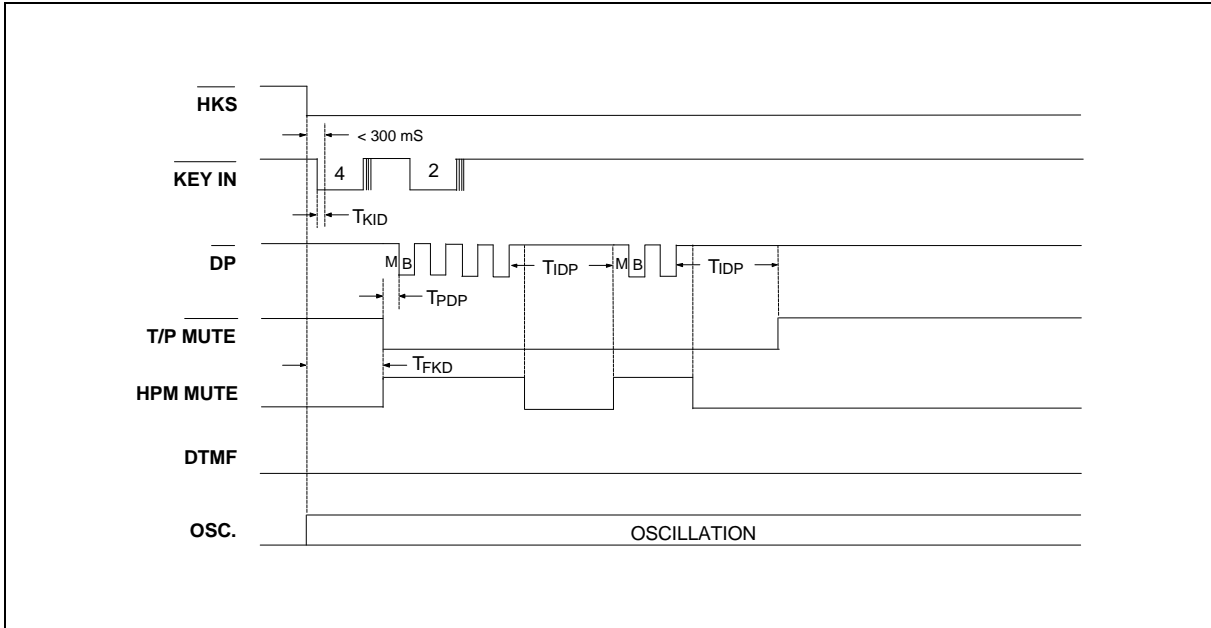 HKS
< 300 mS
KEY IN
4
2
TKID
DP
M B
TIDP
M B
TIDP
TPDP
T/P MUTE
TFKD
HPM MUTE
DTMF
OSC.
OSCILLATION